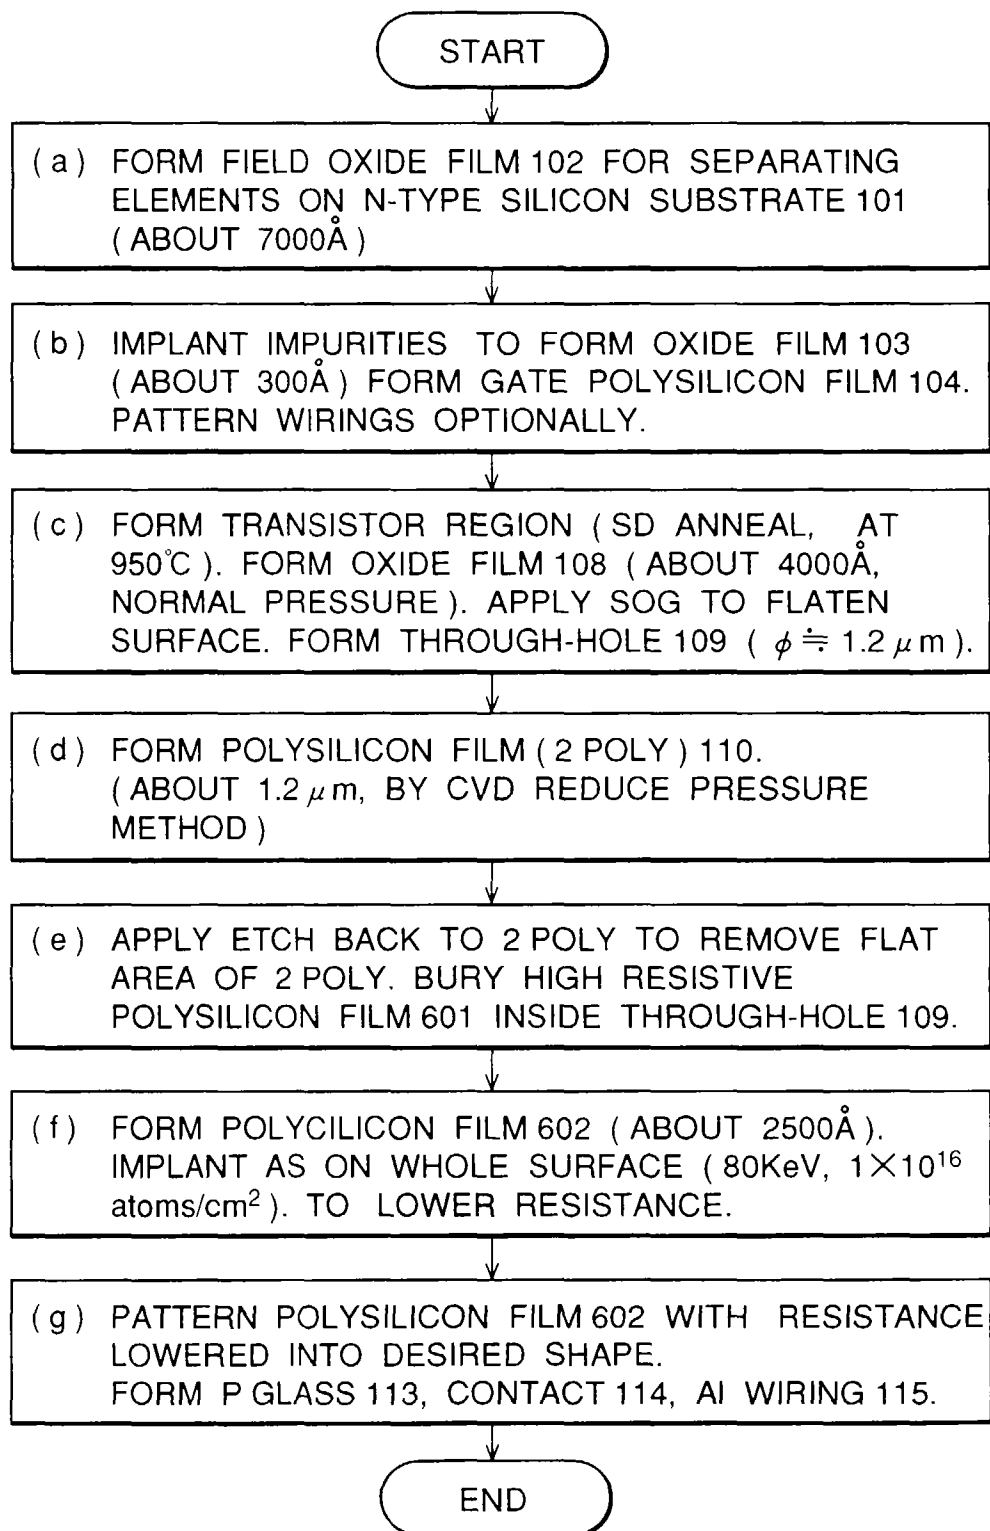 START
(a) FORM FIELD OXIDE FILM 102 FOR SEPARATING
ELEMENTS ON N-TYPE SILICON SUBSTRATE 101
(ABOUT 7000Å)
(b) IMPLANT IMPURITIES TO FORM OXIDE FILM 103
(ABOUT 300Å) FORM GATE POLYSILICON FILM 104.
PATTERN WIRINGS OPTIONALLY.
(c) FORM TRANSISTOR REGION (SD ANNEAL, AT
950℃). FORM OXIDE FILM 108 (ABOUT 4000Å,
NORMAL PRESSURE). APPLY SOG TO FLATEN
SURFACE. FORM THROUGH-HOLE 109 (ϕ≒1.2μm).
(d) FORM POLYSILICON FILM (2 POLY) 110.
(ABOUT 1.2μm, BY CVD REDUCE PRESSURE
METHOD)
(e) APPLY ETCH BACK TO 2 POLY TO REMOVE FLAT
AREA OF 2 POLY. BURY HIGH RESISTIVE
POLYSILICON FILM 601 INSIDE THROUGH-HOLE 109.
(f) FORM POLYCILICON FILM 602 (ABOUT 2500Å).
IMPLANT AS ON WHOLE SURFACE (80KeV, 1×10¹⁶
atoms/cm²). TO LOWER RESISTANCE.
(g) PATTERN POLYSILICON FILM 602 WITH RESISTANCE
LOWERED INTO DESIRED SHAPE.
FORM P GLASS 113, CONTACT 114, Al WIRING 115.
END